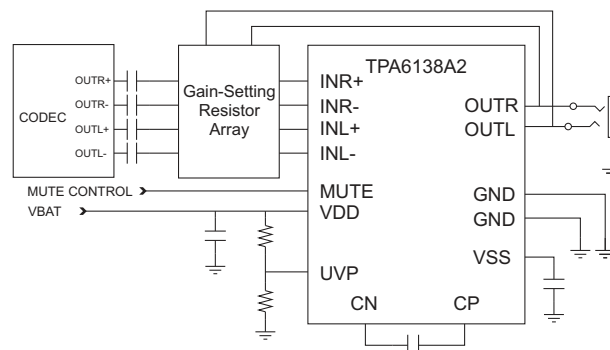 TPA6138A2
CODEC
OUTR+
OUTR-
OUTL+
OUTL-
Gain-Setting
Resistor
Array
INR+
INR-
INL+
INL-
MUTE
VDD
UVP
CN
CP
OUTR
OUTL
GND
GND
VSS
MUTE CONTROL
VBAT